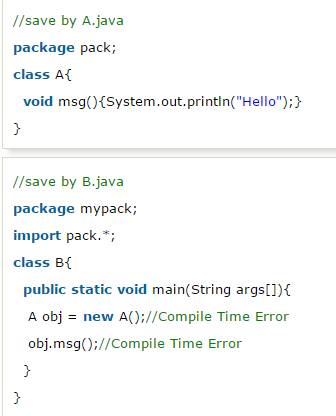 //save by A.java
package pack;
class A{
void msg(){System.out.println("Hello");}
}
//save by B.java
package mypack;
import pack.*;
class B{
public static void main(String args[]){
A obj = new A();//Compile Time Error
obj.msg();//Compile Time Error
}
}